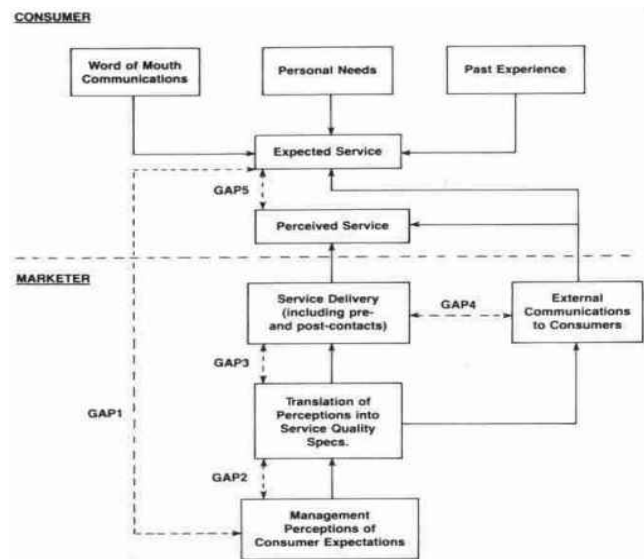 CONSUMER
Word of Mouth
Communications
Personal Needs
Past Experience
Expected Service
GAP5
Perceived Service
MARKETER
Service Delivery
(including pre-
and post-contacts)
GAP4
External
Communications
to Consumers
GAP3
GAP1
Translation of
Perceptions into
Service Quality
Specs.
GAP2
Management
Perceptions of
Consumer Expectations